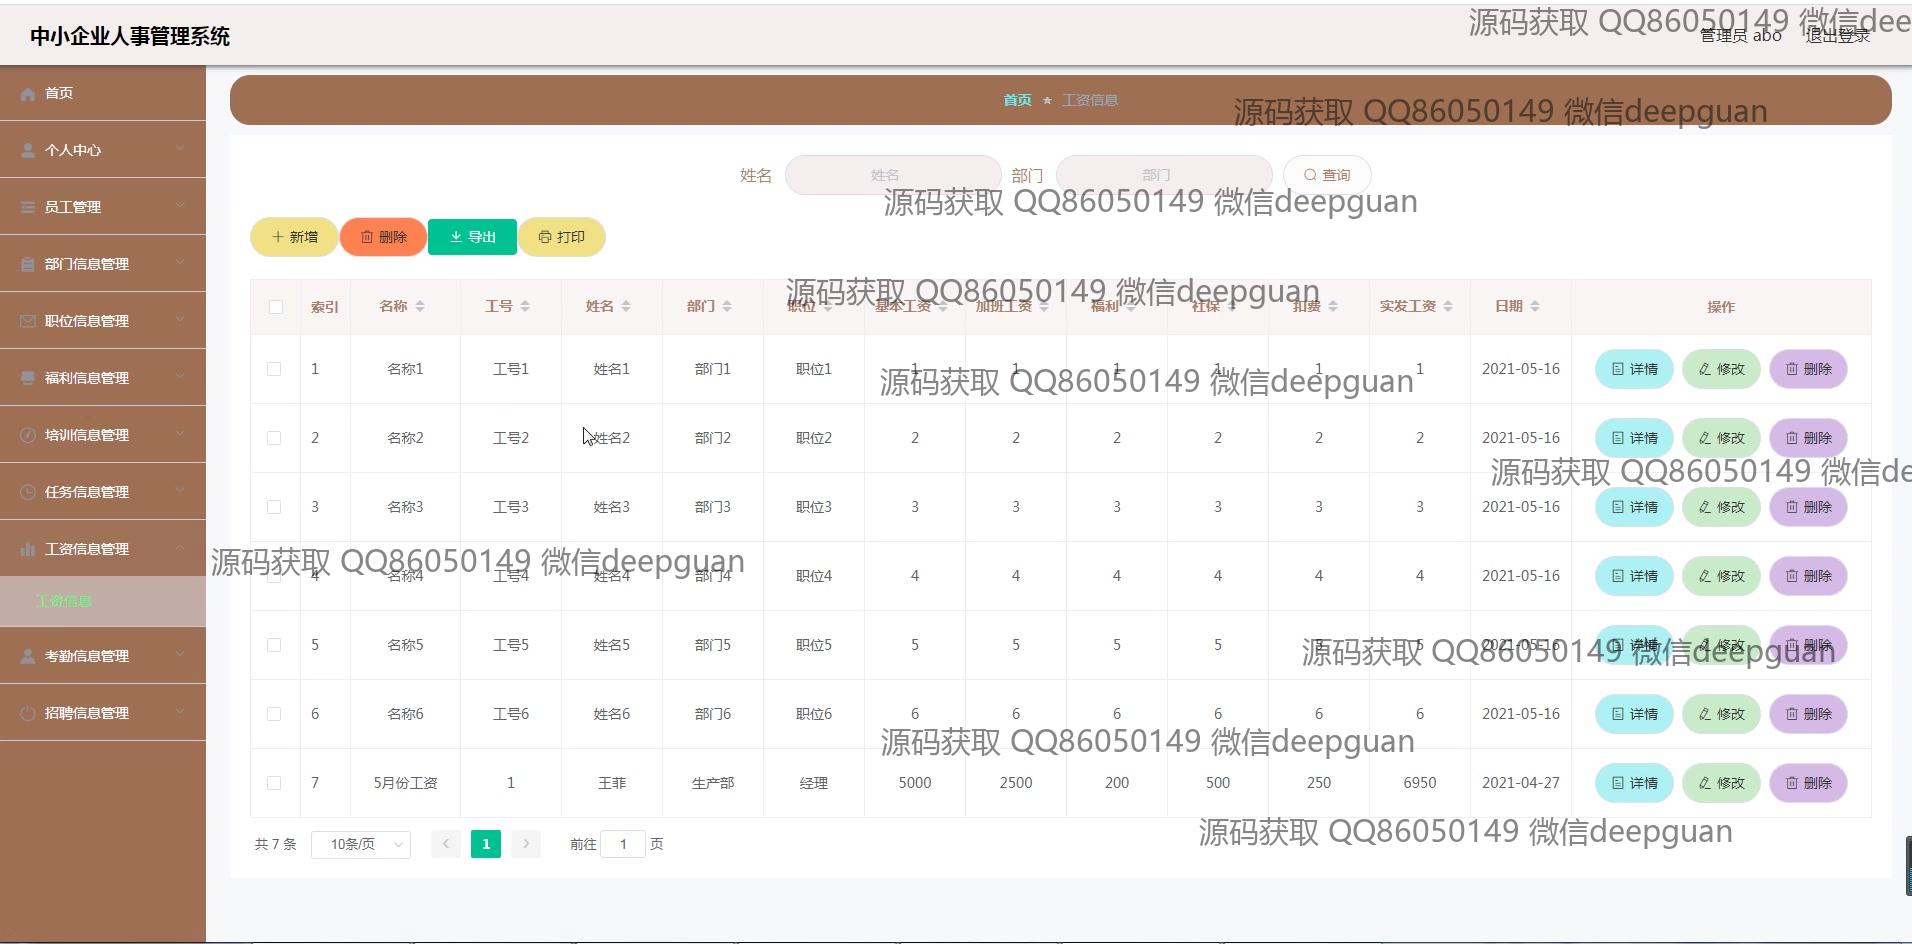 中小企业人事管理系统
源码获取 QQ86050149 微信dee
管理员 abo 退出登录
首页
个人中心
员工管理
部门信息管理
职位信息管理
福利信息管理
培训信息管理
任务信息管理
工资信息管理
工资信息
考勤信息管理
招聘信息管理
首页 ★ 工资信息
源码获取 QQ86050149 微信deepguan
姓名 姓名 部门 部门 查询
源码获取 QQ86050149 微信deepguan
新增 删除 导出 打印
源码获取 QQ86050149 微信deepguan
索引 名称 工号 姓名 部门 职位 基本工资 加班工资 福利 社保 扣费 实发工资 日期 操作
1 名称1 工号1 姓名1 部门1 职位1 1 1 1 1 1 1 2021-05-16 详情 修改 删除
源码获取 QQ86050149 微信deepguan
2 名称2 工号2 姓名2 部门2 职位2 2 2 2 2 2 2 2021-05-16 详情 修改 删除
源码获取 QQ86050149 微信de
3 名称3 工号3 姓名3 部门3 职位3 3 3 3 3 3 3 2021-05-16 详情 修改 删除
源码获取 QQ86050149 微信deepguan
4 名称4 工号4 姓名4 部门4 职位4 4 4 4 4 4 4 2021-05-16 详情 修改 删除
5 名称5 工号5 姓名5 部门5 职位5 5 5 5 5 5 5 2021-05-16 详情 修改 删除
源码获取 QQ86050149 微信deepguan
6 名称6 工号6 姓名6 部门6 职位6 6 6 6 6 6 6 2021-05-16 详情 修改 删除
源码获取 QQ86050149 微信deepguan
7 5月份工资 1 王菲 生产部 经理 5000 2500 200 500 250 6950 2021-04-27 详情 修改 删除
源码获取 QQ86050149 微信deepguan
共 7 条 10条/页 1 前往 1 页